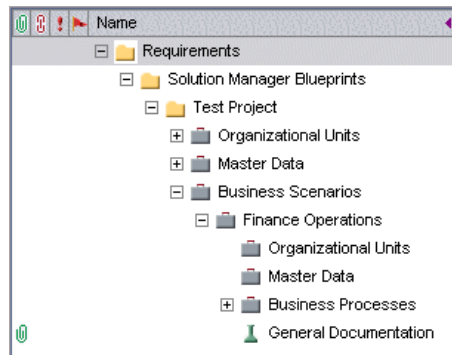 Name
Requirements
Solution Manager Blueprints
Test Project
Organizational Units
Master Data
Business Scenarios
Finance Operations
Organizational Units
Master Data
Business Processes
General Documentation